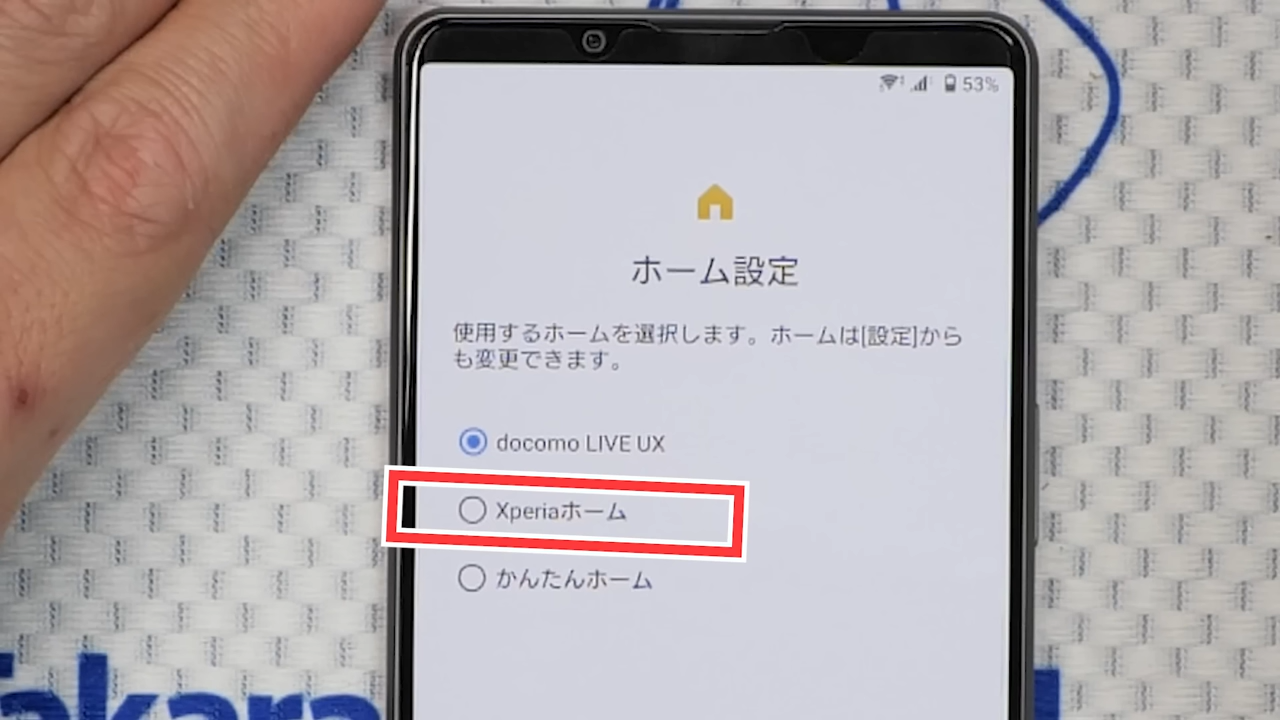 53%
ホーム設定
使用するホームを選択します。ホームは[設定]から
も変更できます。
docomo LIVE UX
Xperiaホーム
かんたんホーム
akara